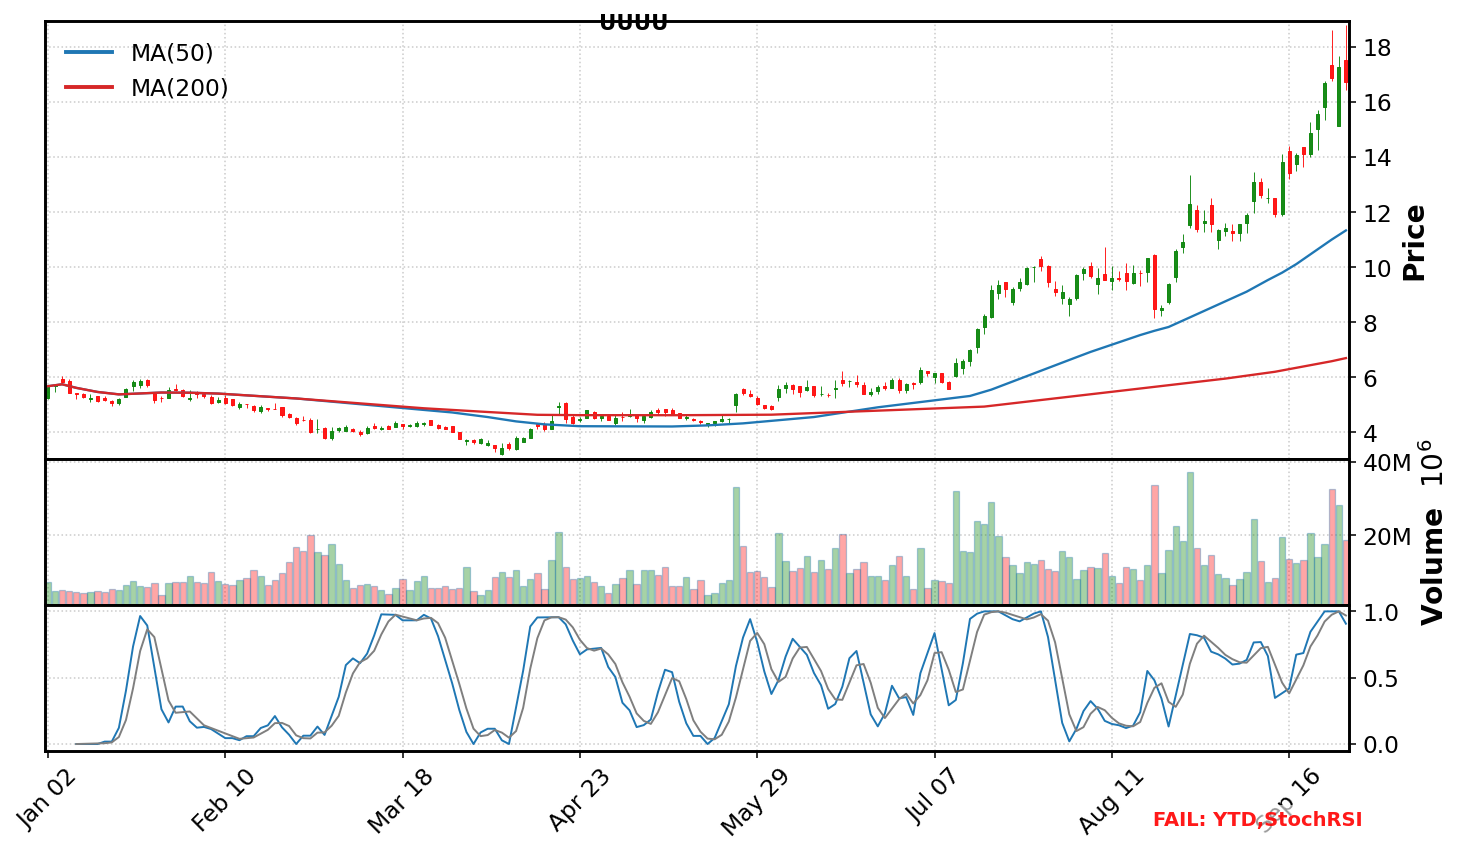 UUUU
MA(50)
MA(200)
18
16
14
12
10
8
6
4
Price
40M
20M
Volume 10^6
1.0
0.5
0.0
Jan 02
Feb 10
Mar 18
Apr 23
May 29
Jul 07
Aug 11
Sep 16
FAIL: YTD,StochRSI